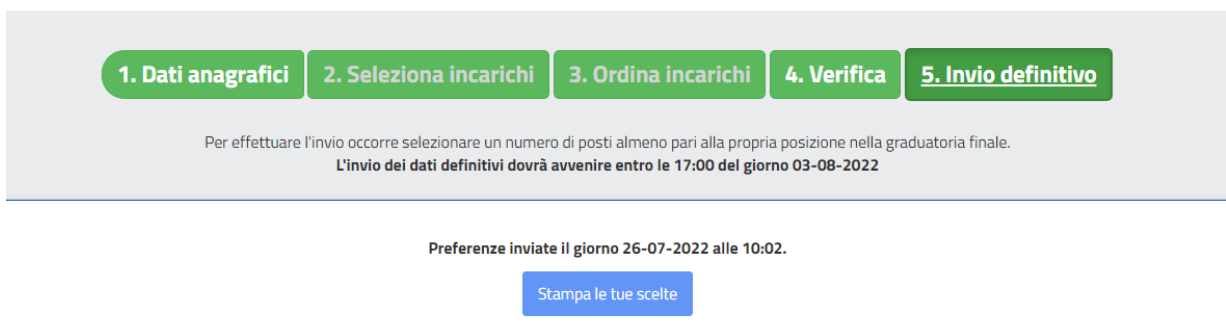 1. Dati anagrafici 2. Seleziona incarichi 3. Ordina incarichi 4. Verifica 5. Invio definitivo
Per effettuare l'invio occorre selezionare un numero di posti almeno pari alla propria posizione nella graduatoria finale.
L'invio dei dati definitivi dovrà avvenire entro le 17:00 del giorno 03-08-2022
Preferenze inviate il giorno 26-07-2022 alle 10:02.
Stampa le tue scelte